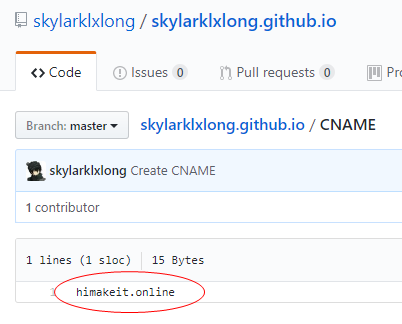 skylarklxlong / skylarklxlong.github.io
Code Issues 0 Pull requests 0
Branch: master skylarklxlong.github.io / CNAME
skylarklxlong Create CNAME
1 contributor
1 lines (1 sloc) 15 Bytes
1 himakeit.online